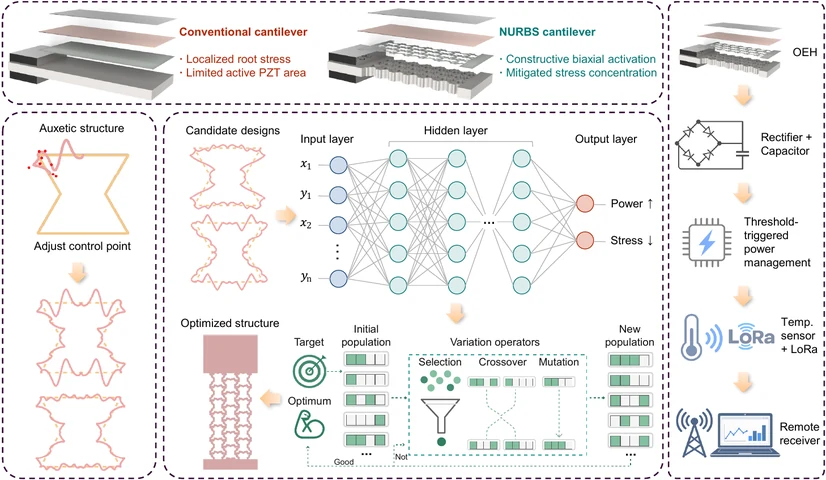 Conventional cantilever
· Localized root stress
· Limited active PZT area
NURBS cantilever
· Constructive biaxial activation
· Mitigated stress concentration
Auxetic structure
Adjust control point
Candidate designs
Input layer
Hidden layer
Output layer
x1
y1
x2
yn
...
Power ↑
Stress ↓
Optimized structure
Target
Optimum
Initial
population
Variation operators
Selection
Crossover
Mutation
New
population
...
...
Good
Not
OEH
Rectifier +
Capacitor
Threshold-
triggered
power
management
LoRa
Temp.
sensor
+ LoRa
Remote
receiver